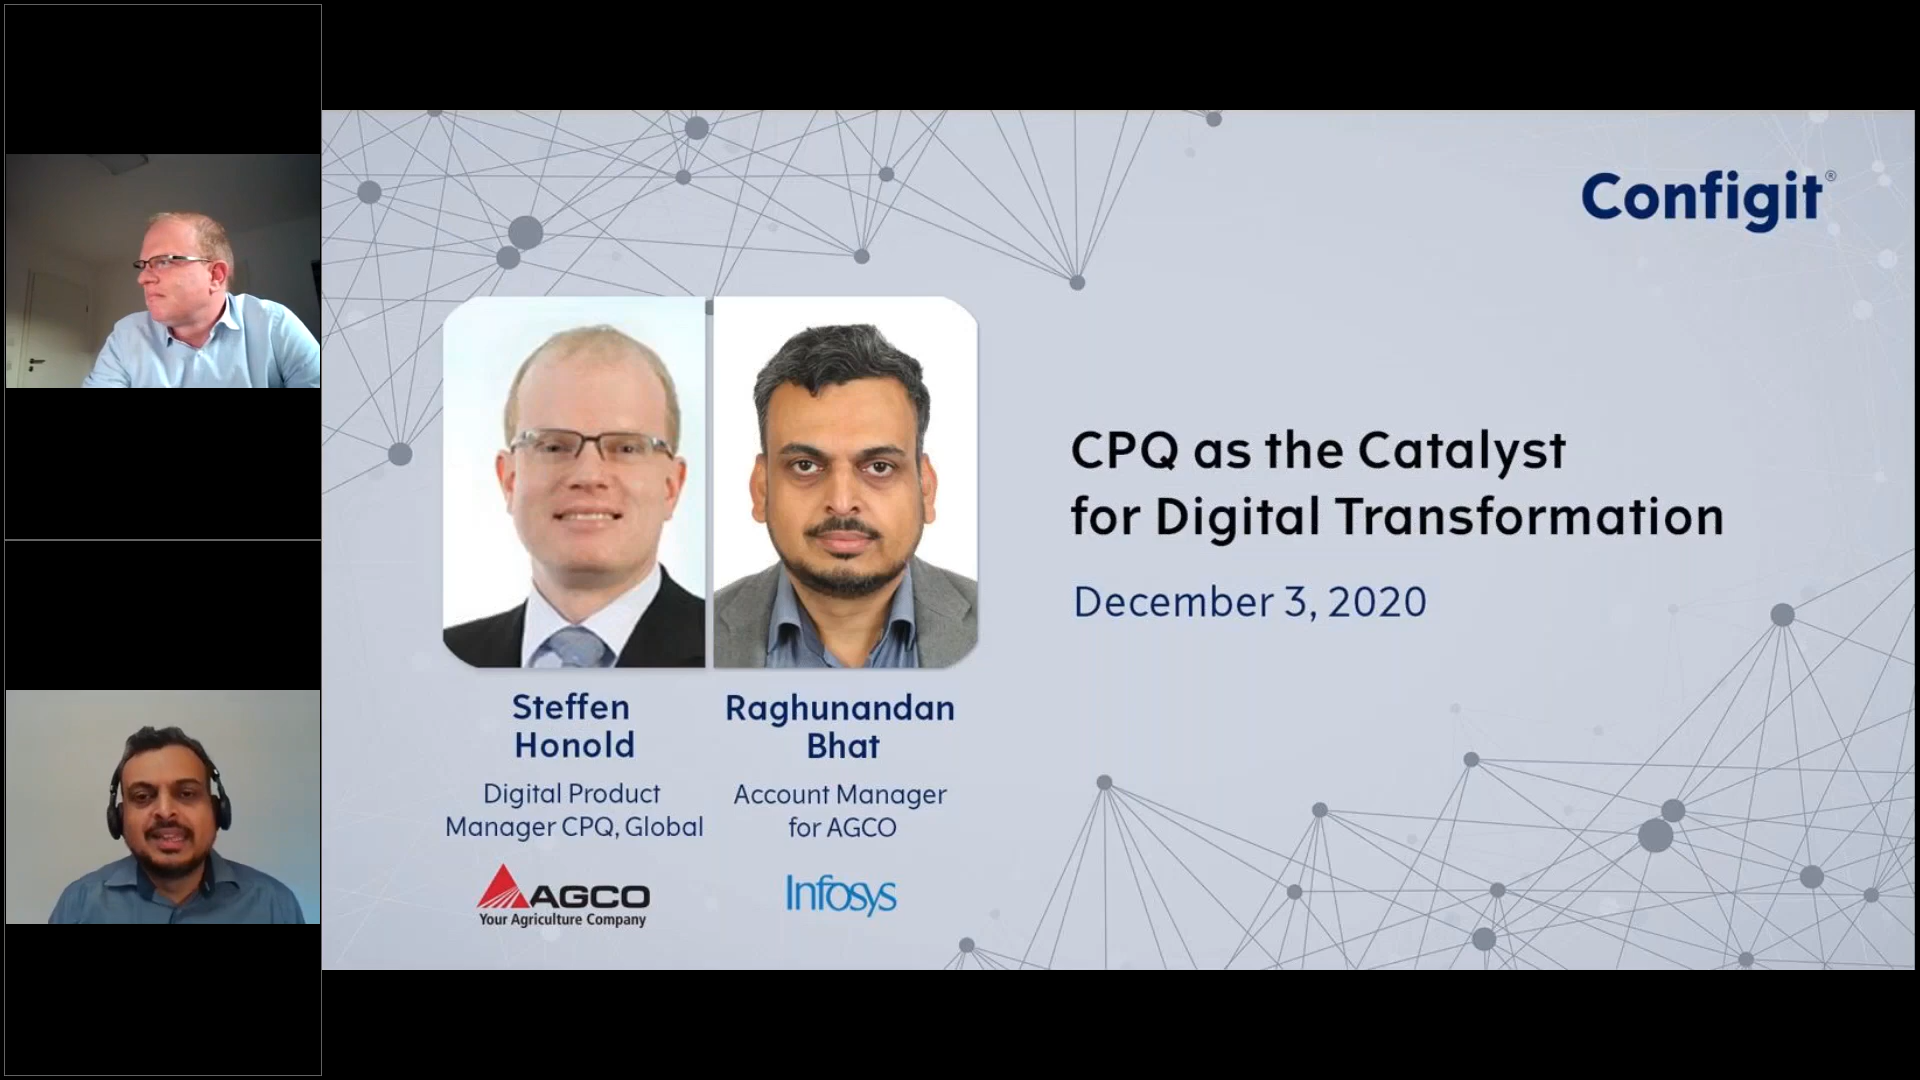 Configit®
CPQ as the Catalyst
for Digital Transformation
December 3, 2020
Steffen
Honold
Digital Product
Manager CPQ, Global
AGCO
Your Agriculture Company
Raghunandan
Bhat
Account Manager
for AGCO
Infosys